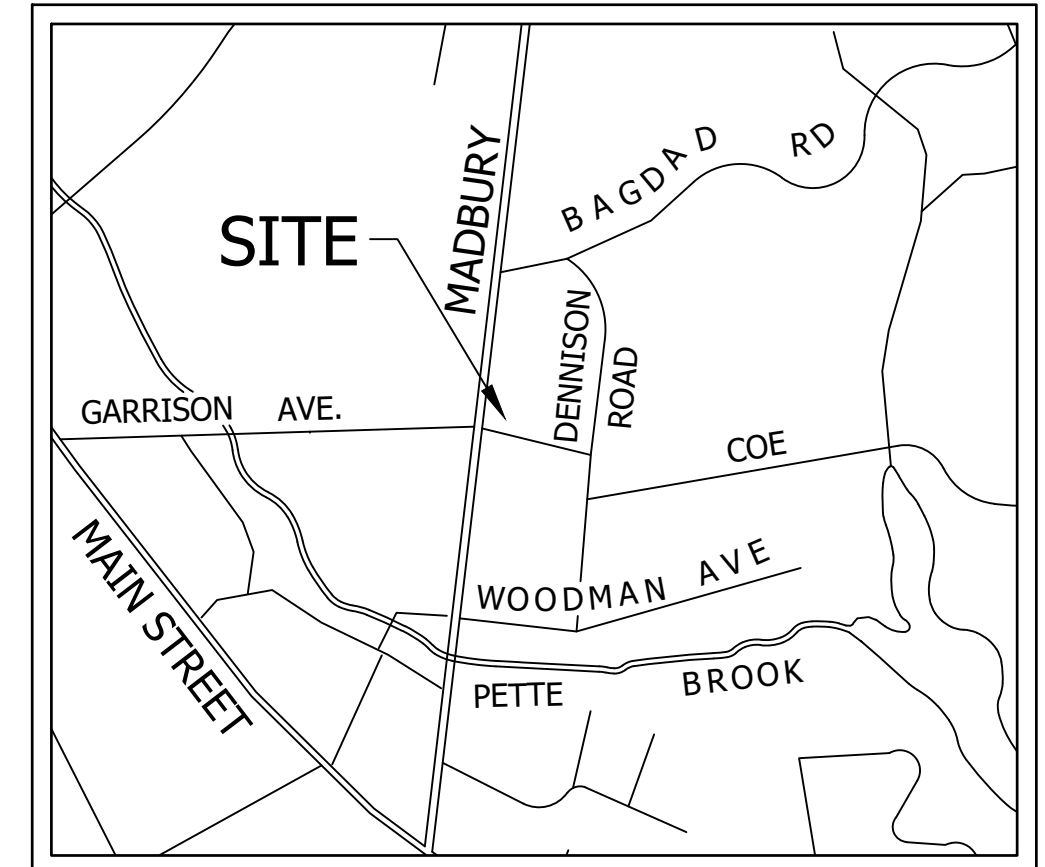 BAGDAD RD
MADBURY
SITE
DENNISON
ROAD
GARRISON AVE.
COE
MAIN STREET
WOODMAN AVE
PETTE BROOK